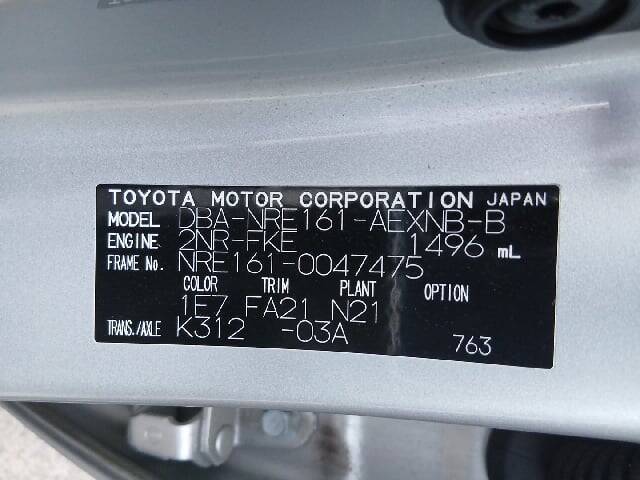 TOYOTA MOTOR CORPORATION JAPAN
MODEL DBA-NRE161-AEXNB-B
ENGINE 2NR-FKE 1496 mL
FRAME No. NRE161-0047475
COLOR TRIM PLANT OPTION
1E7 FA21 N21
TRANS./AXLE K312 -03A 763